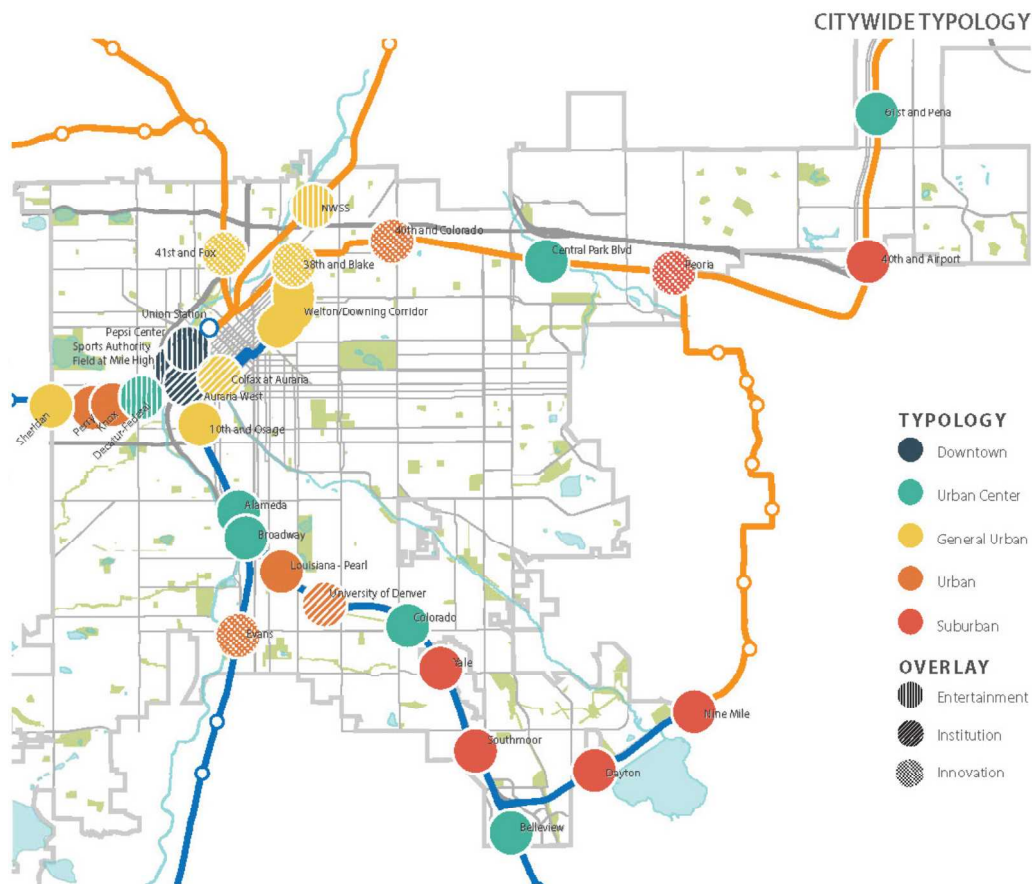 CITYWIDE TYPOLOGY
61st and Pena
NWSS
40th and Colorado
41st and Fox
38th and Blake
Central Park Blvd
Peoria
40th and Airport
Union Station
Welton/Downing Corridor
Pepsi Center
Sports Authority
Field at Mile High
Colfax at Auraria
Auraria West
Sheridan
Perry
Knox
Decatur-Federal
10th and Osage
Alameda
Broadway
Louisiana - Pearl
University of Denver
Colorado
Evans
Yale
Nine Mile
Southmoor
Dayton
Belleview
TYPOLOGY
Downtown
Urban Center
General Urban
Urban
Suburban
OVERLAY
Entertainment
Institution
Innovation